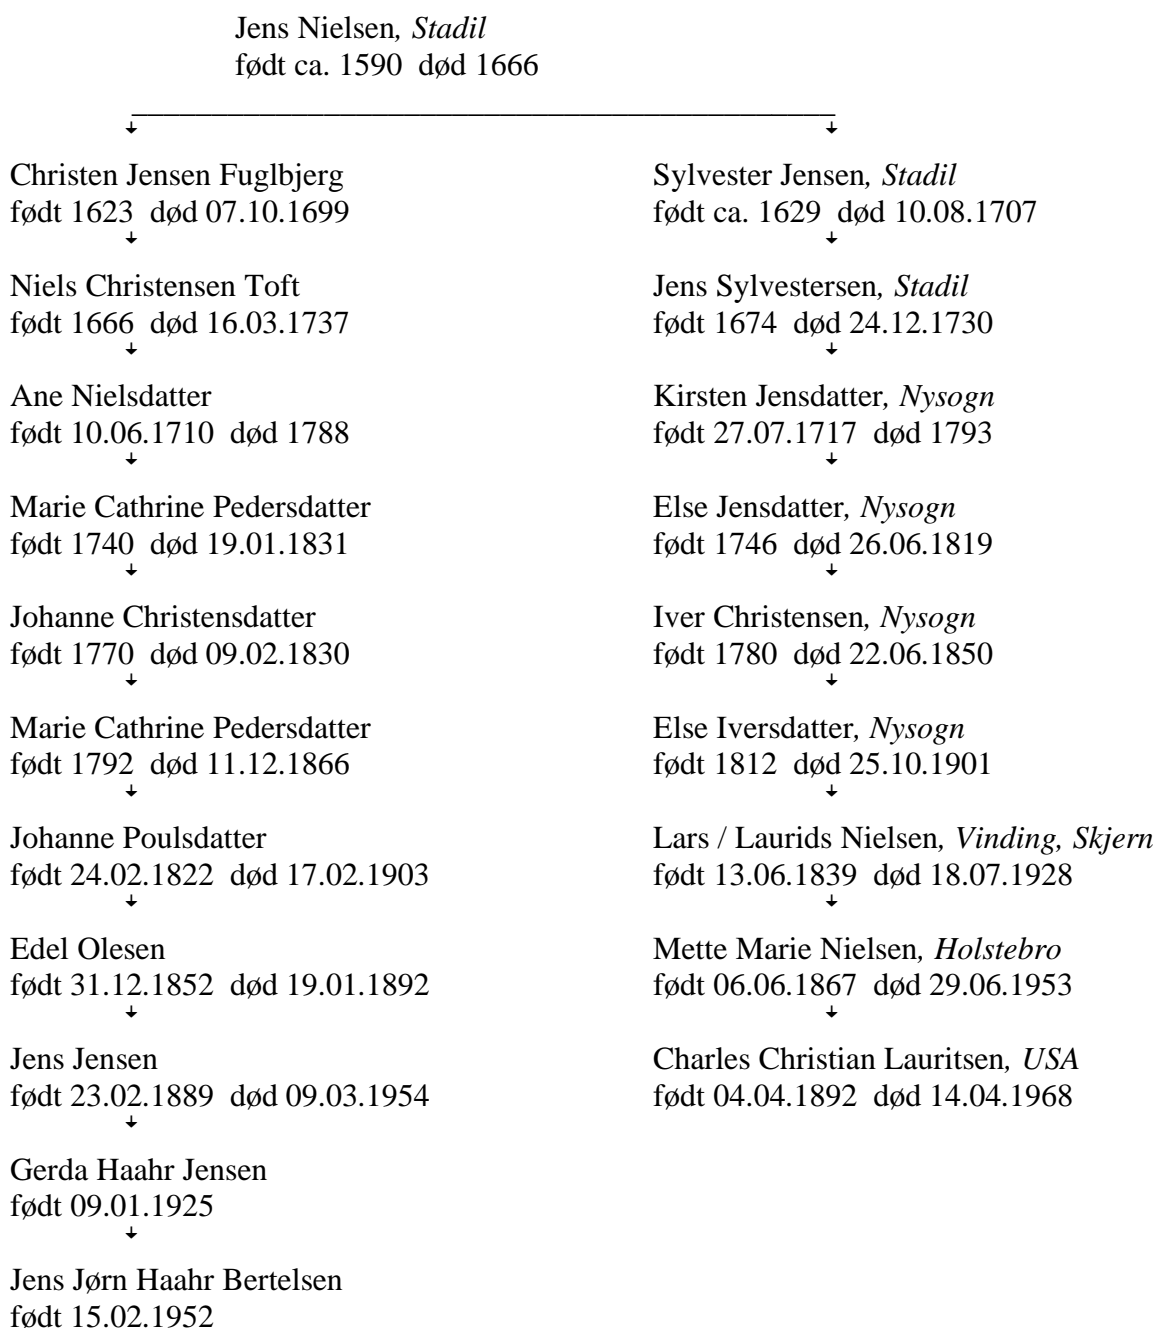 Jens Nielsen, Stadil
født ca. 1590 død 1666
Christen Jensen Fuglbjerg
født 1623 død 07.10.1699
Niels Christensen Toft
født 1666 død 16.03.1737
Ane Nielsdatter
født 10.06.1710 død 1788
Marie Cathrine Pedersdatter
født 1740 død 19.01.1831
Johanne Christensdatter
født 1770 død 09.02.1830
Marie Cathrine Pedersdatter
født 1792 død 11.12.1866
Johanne Poulsdatter
født 24.02.1822 død 17.02.1903
Edel Olesen
født 31.12.1852 død 19.01.1892
Jens Jensen
født 23.02.1889 død 09.03.1954
Gerda Haahr Jensen
født 09.01.1925
Jens Jørn Haahr Bertelsen
født 15.02.1952
Sylvester Jensen, Stadil
født ca. 1629 død 10.08.1707
Jens Sylvestersen, Stadil
født 1674 død 24.12.1730
Kirsten Jensdatter, Nysogn
født 27.07.1717 død 1793
Else Jensdatter, Nysogn
født 1746 død 26.06.1819
Iver Christensen, Nysogn
født 1780 død 22.06.1850
Else Iversdatter, Nysogn
født 1812 død 25.10.1901
Lars / Laurids Nielsen, Vinding, Skjern
født 13.06.1839 død 18.07.1928
Mette Marie Nielsen, Holstebro
født 06.06.1867 død 29.06.1953
Charles Christian Lauritsen, USA
født 04.04.1892 død 14.04.1968